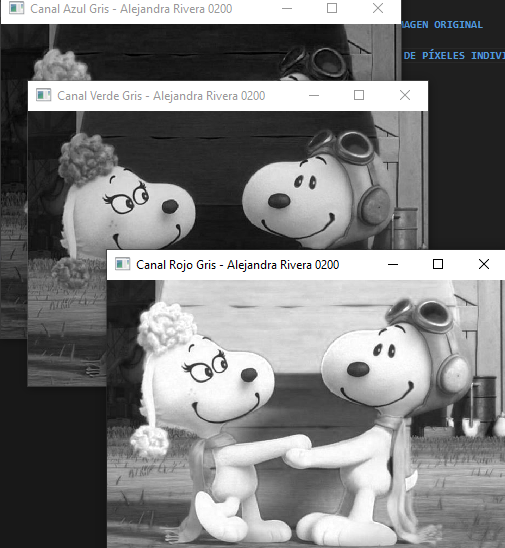 Canal Azul Gris - Alejandra Rivera 0200
MAGEN ORIGINAL
DE PÍXELES INDIVI
Canal Verde Gris - Alejandra Rivera 0200
Canal Rojo Gris - Alejandra Rivera 0200